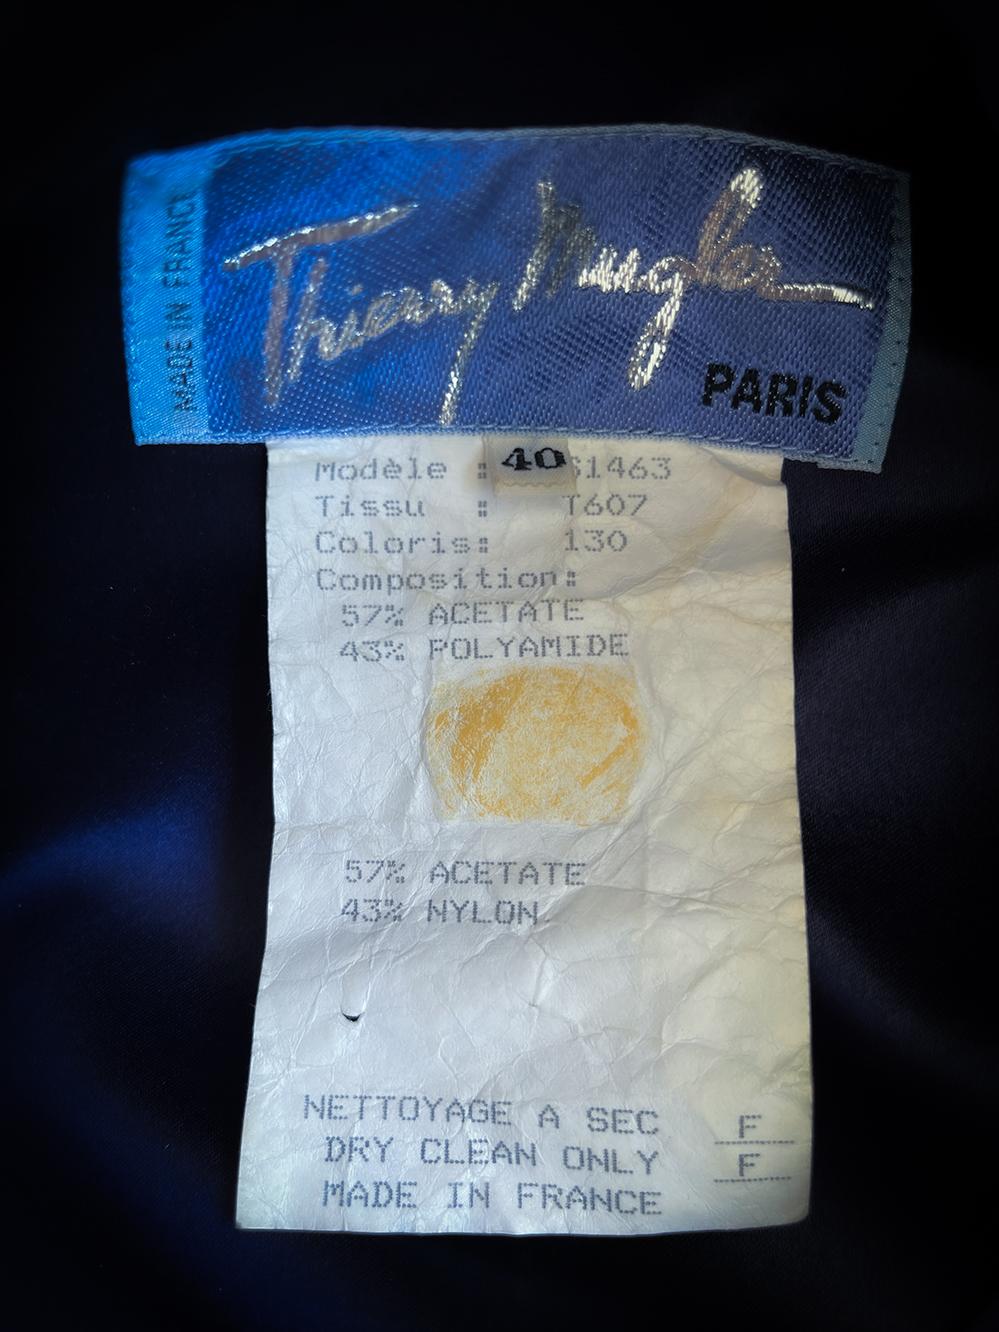 MADE IN FRANCE
Thierry Mugler
PARIS
40
Modèle : S1463
Tissu : T607
Coloris: 130
Composition:
57% ACETATE
43% POLYAMIDE
57% ACETATE
43% NYLON
NETTOYAGE A SEC F
DRY CLEAN ONLY F
MADE IN FRANCE